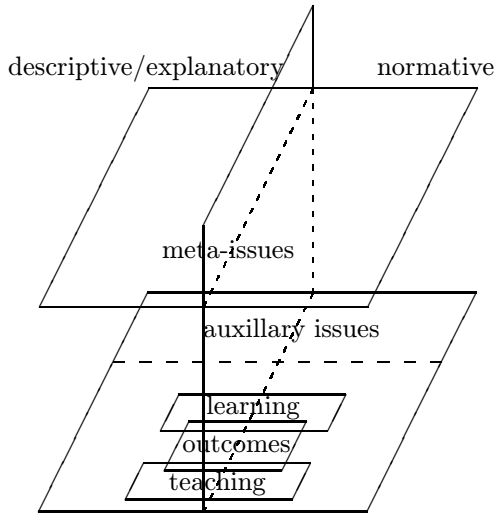 descriptive/explanatory normative
meta-issues
auxillary issues
learning
outcomes
teaching